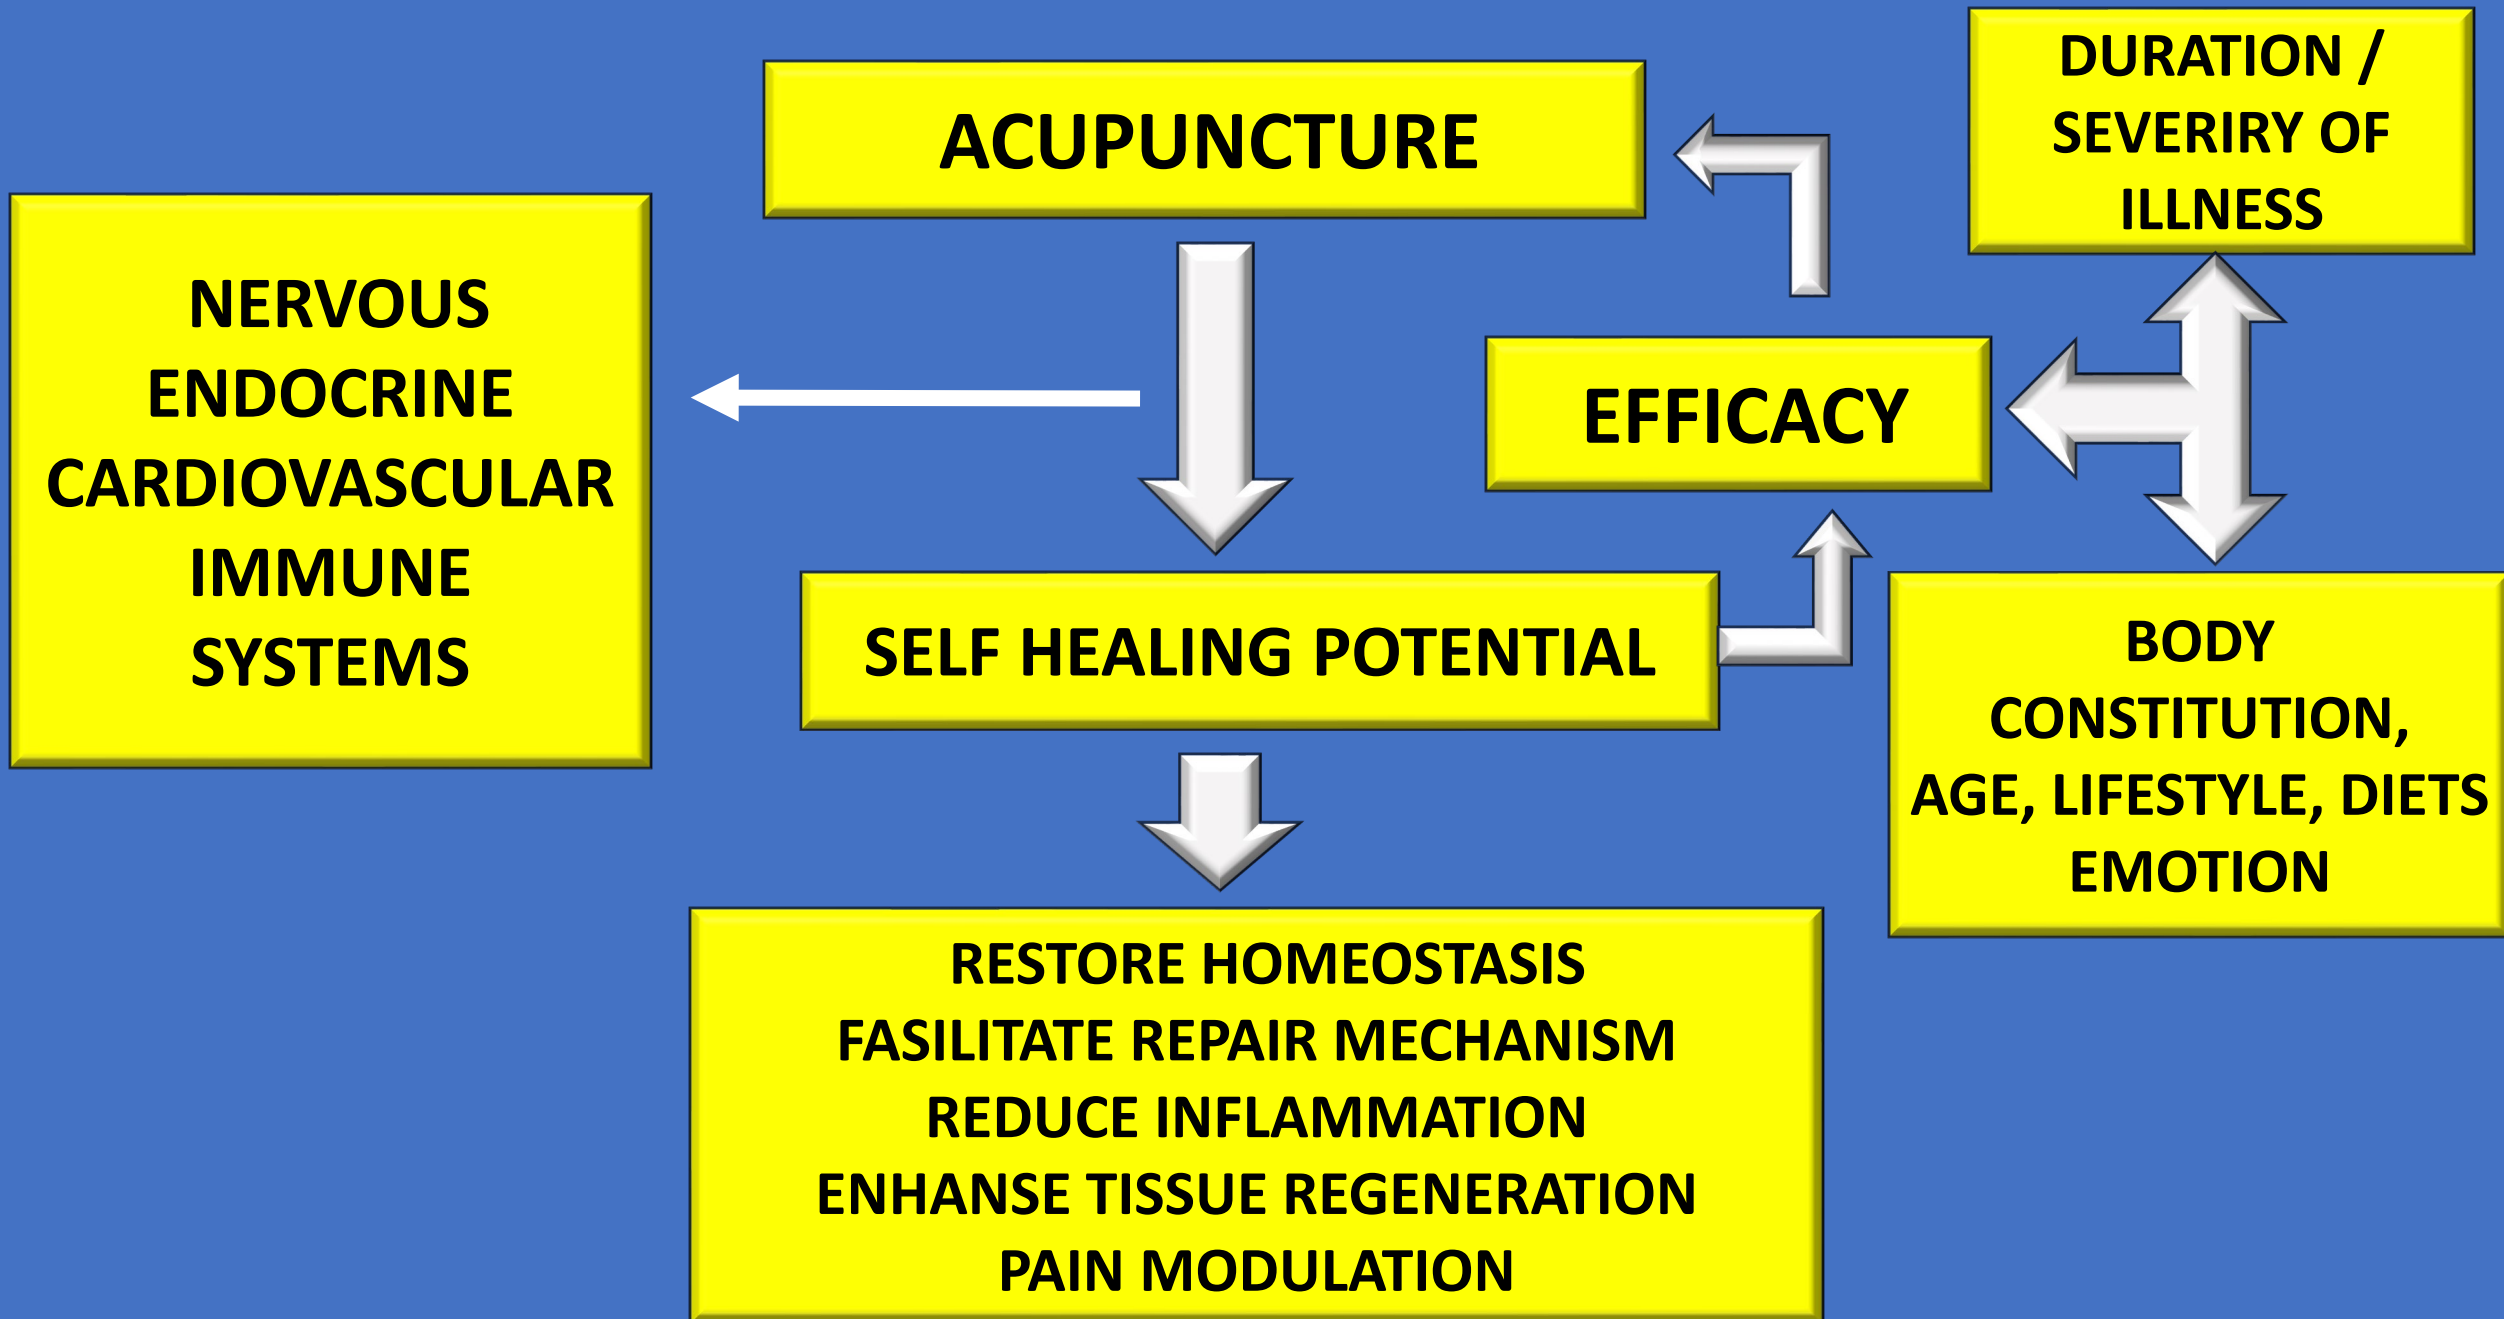 ACUPUNCTURE
DURATION /
SEVERIRY OF
ILLNESS
NERVOUS
ENDOCRINE
CARDIOVASCULAR
IMMUNE
SYSTEMS
EFFICACY
SELF HEALING POTENTIAL
BODY
CONSTITUTION,
AGE, LIFESTYLE, DIETS
EMOTION
RESTORE HOMEOSTASIS
FASILITATE REPAIR MECHANISM
REDUCE INFLAMMATION
ENHANSE TISSUE REGENERATION
PAIN MODULATION